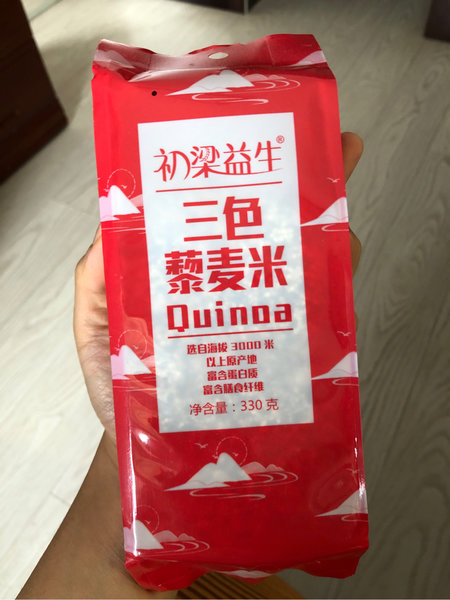 初梁益生®
三色
藜麦米
Quinoa
选自海拔 3000 米
以上原产地
富含蛋白质
富含膳食纤维
净含量：330 克